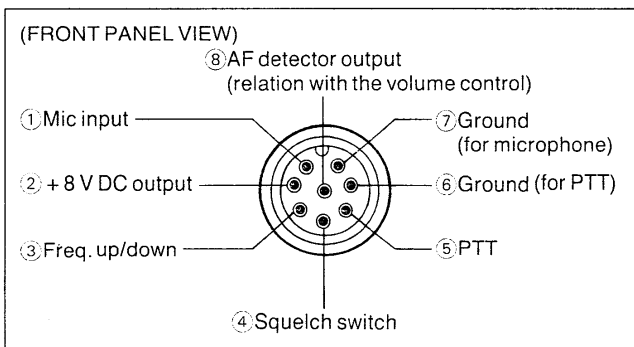 (FRONT PANEL VIEW)
⑧AF detector output
(relation with the volume control)
①Mic input
⑦Ground
(for microphone)
②+8 V DC output
⑥Ground (for PTT)
③Freq. up/down
⑤PTT
④Squelch switch